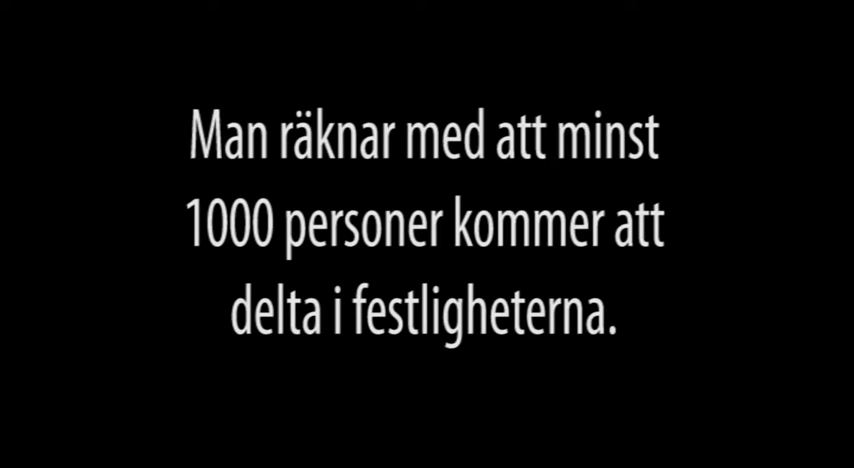 Man räknar med att minst
1000 personer kommer att
delta i festligheterna.